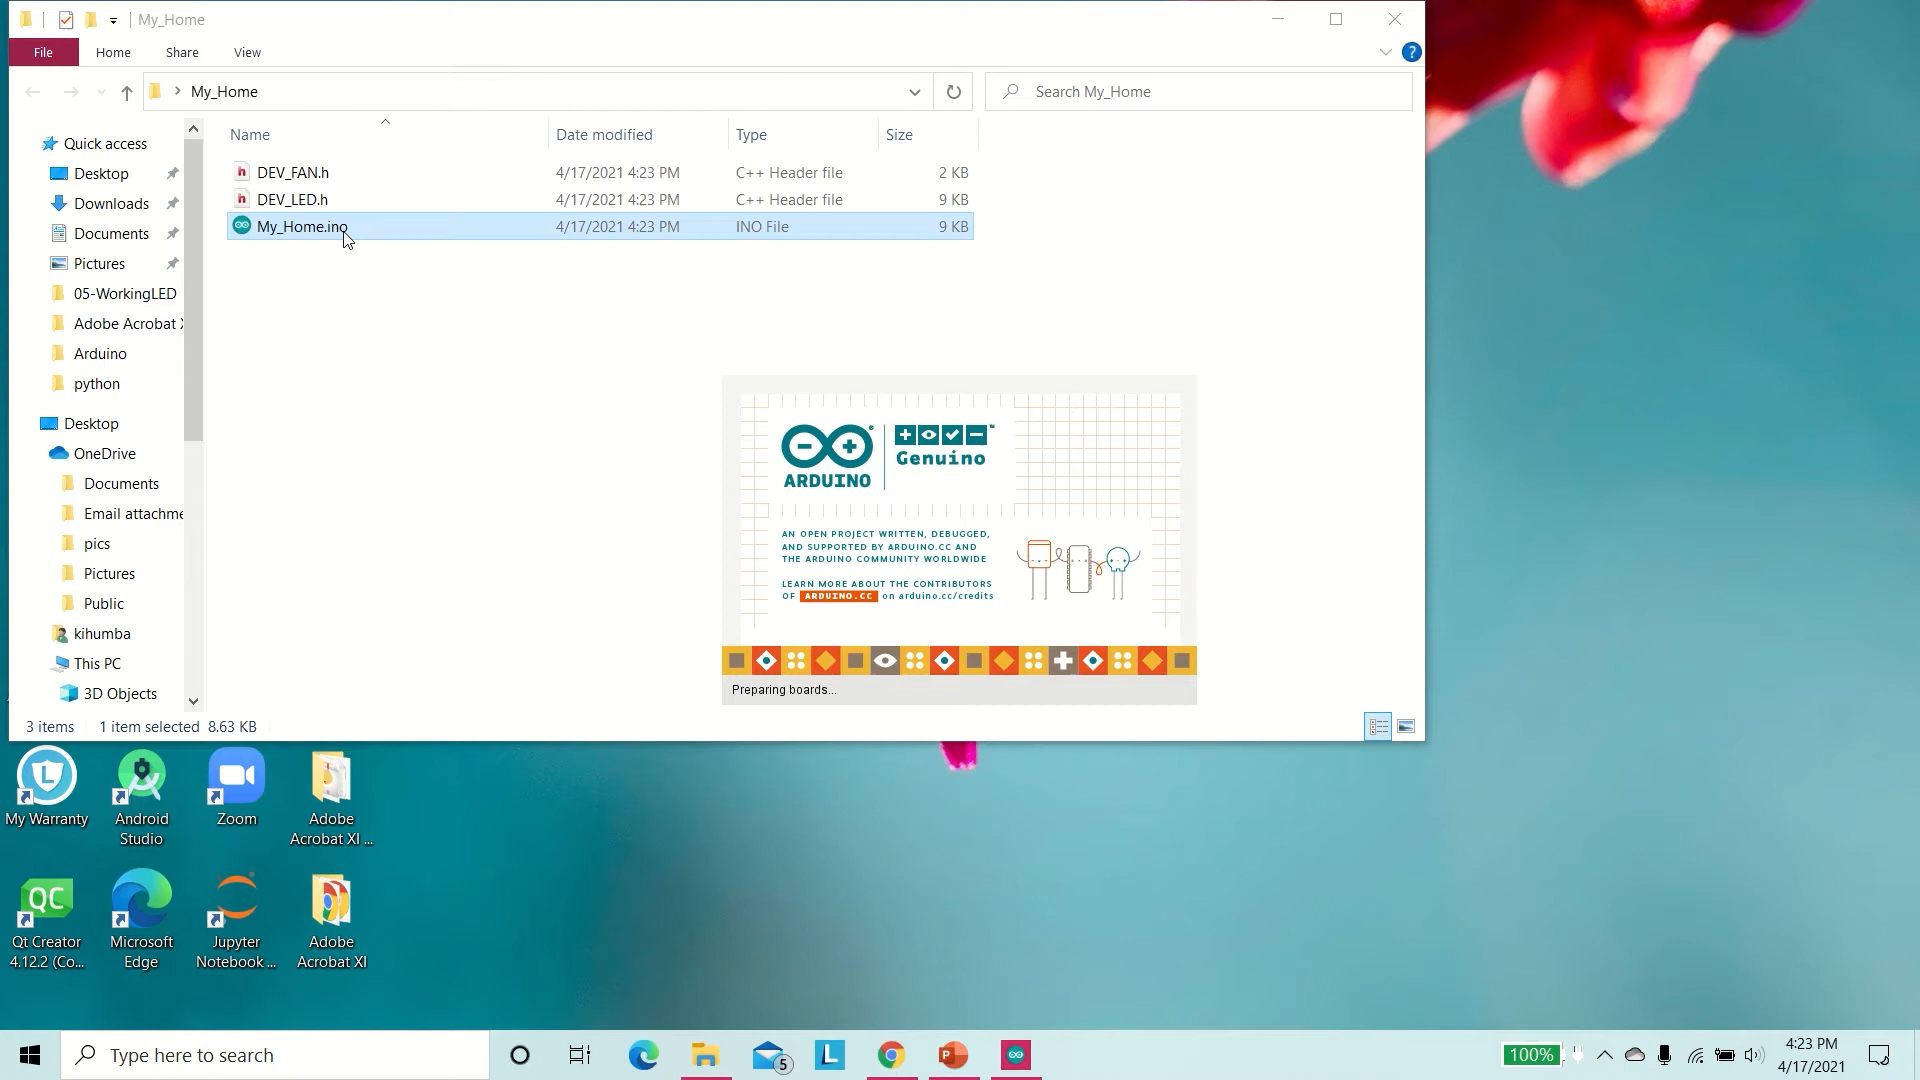 My_Home
File Home Share View
My_Home
Search My_Home
Name Date modified Type Size
DEV_FAN.h 4/17/2021 4:23 PM C++ Header file 2 KB
DEV_LED.h 4/17/2021 4:23 PM C++ Header file 9 KB
My_Home.ino 4/17/2021 4:23 PM INO File 9 KB
Quick access
Desktop
Downloads
Documents
Pictures
05-WorkingLED
Adobe Acrobat X
Arduino
python
Desktop
OneDrive
Documents
Email attachme
pics
Pictures
Public
kihumba
This PC
3D Objects
ARDUINO
Genuino
AN OPEN PROJECT WRITTEN, DEBUGGED,
AND SUPPORTED BY ARDUINO.CC AND
THE ARDUINO COMMUNITY WORLDWIDE
LEARN MORE ABOUT THE CONTRIBUTORS
OF ARDUINO.CC on arduino.cc/credits
Preparing boards...
3 items 1 item selected 8.63 KB
My Warranty
Android
Studio
Zoom
Adobe
Acrobat XI ...
Qt Creator
4.12.2 (Co...
Microsoft
Edge
Jupyter
Notebook ...
Adobe
Acrobat XI
Type here to search
5
100%
4:23 PM
4/17/2021